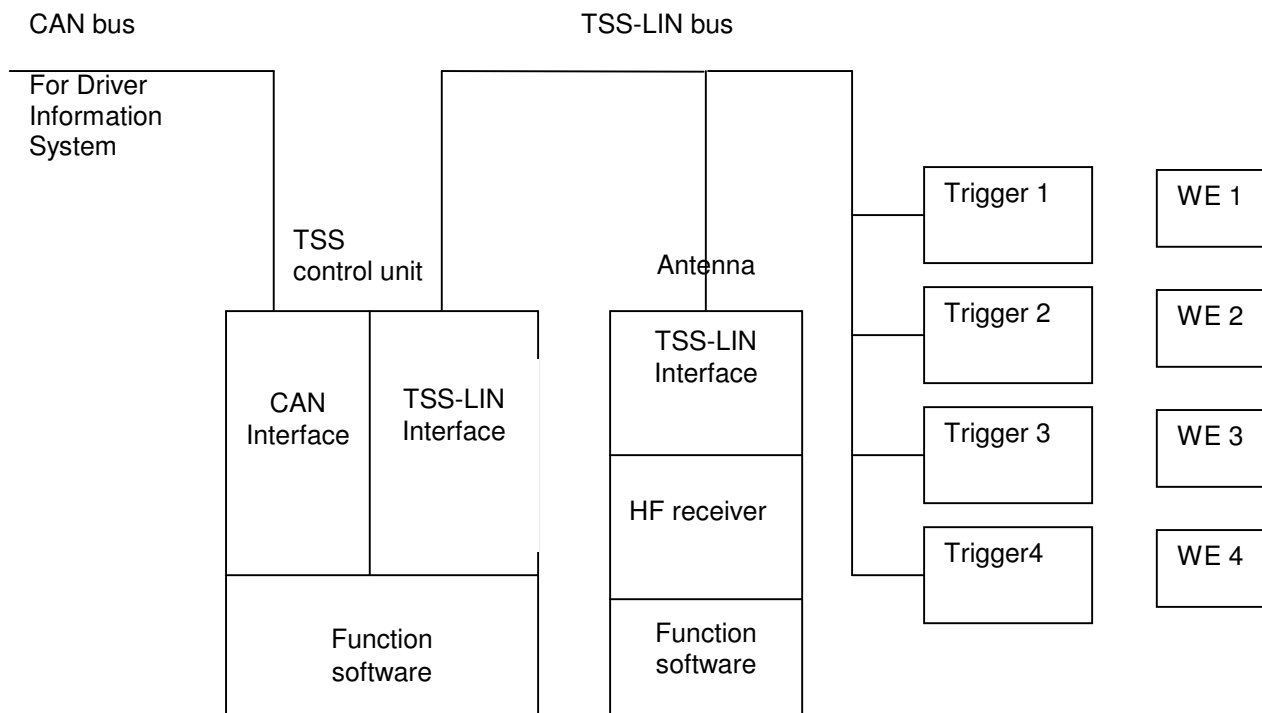 CAN bus
TSS-LIN bus
For Driver
Information
System
TSS
control unit
Antenna
CAN
Interface
TSS-LIN
Interface
Function
software
TSS-LIN
Interface
HF receiver
Function
software
Trigger 1
WE 1
Trigger 2
WE 2
Trigger 3
WE 3
Trigger4
WE 4